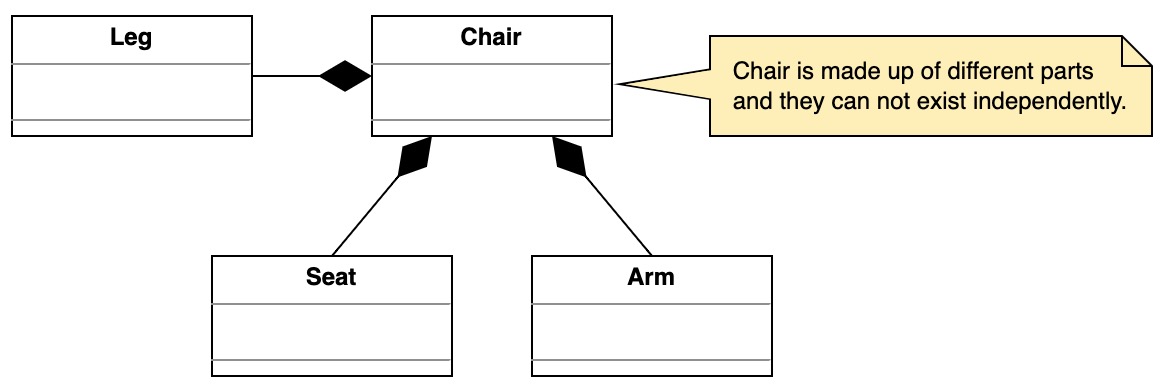 Leg
Chair
Chair is made up of different parts
and they can not exist independently.
Seat
Arm